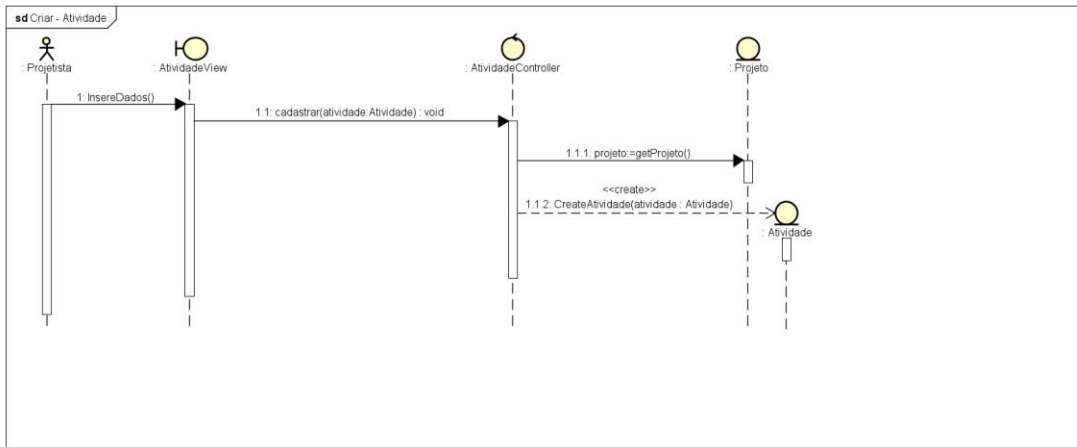 sd Criar - Atividade
: Projetista
: AtividadeView
: AtividadeController
: Projeto
1: InsereDados()
1.1: cadastrar(atividade:Atividade) : void
1.1.1: projeto:=getProjeto()
<<create>>
1.1.2: CreateAtividade(atividade : Atividade)
: Atividade